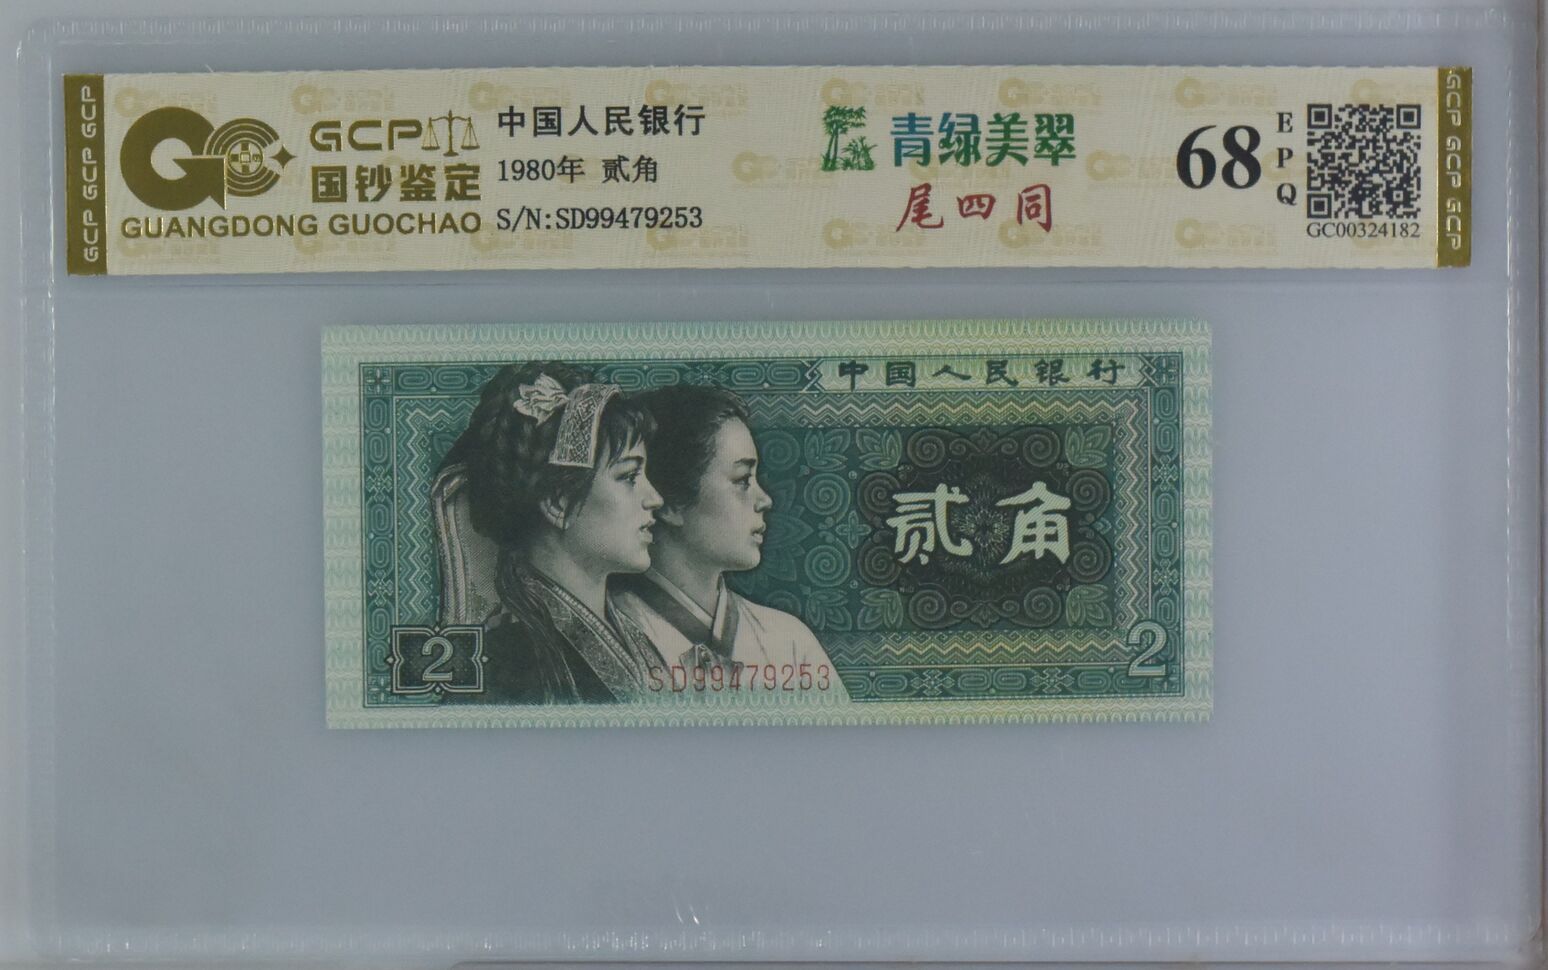 GCP
国钞鉴定
GUANGDONG GUOCHAO
中国人民银行
1980年 贰角
S/N:SD99479253
青绿美翠
尾四同
68
EPQ
GC00324182
GCP GCP GCP
GCP GCP GCP
中国人民银行
贰角
2
2
SD99479253